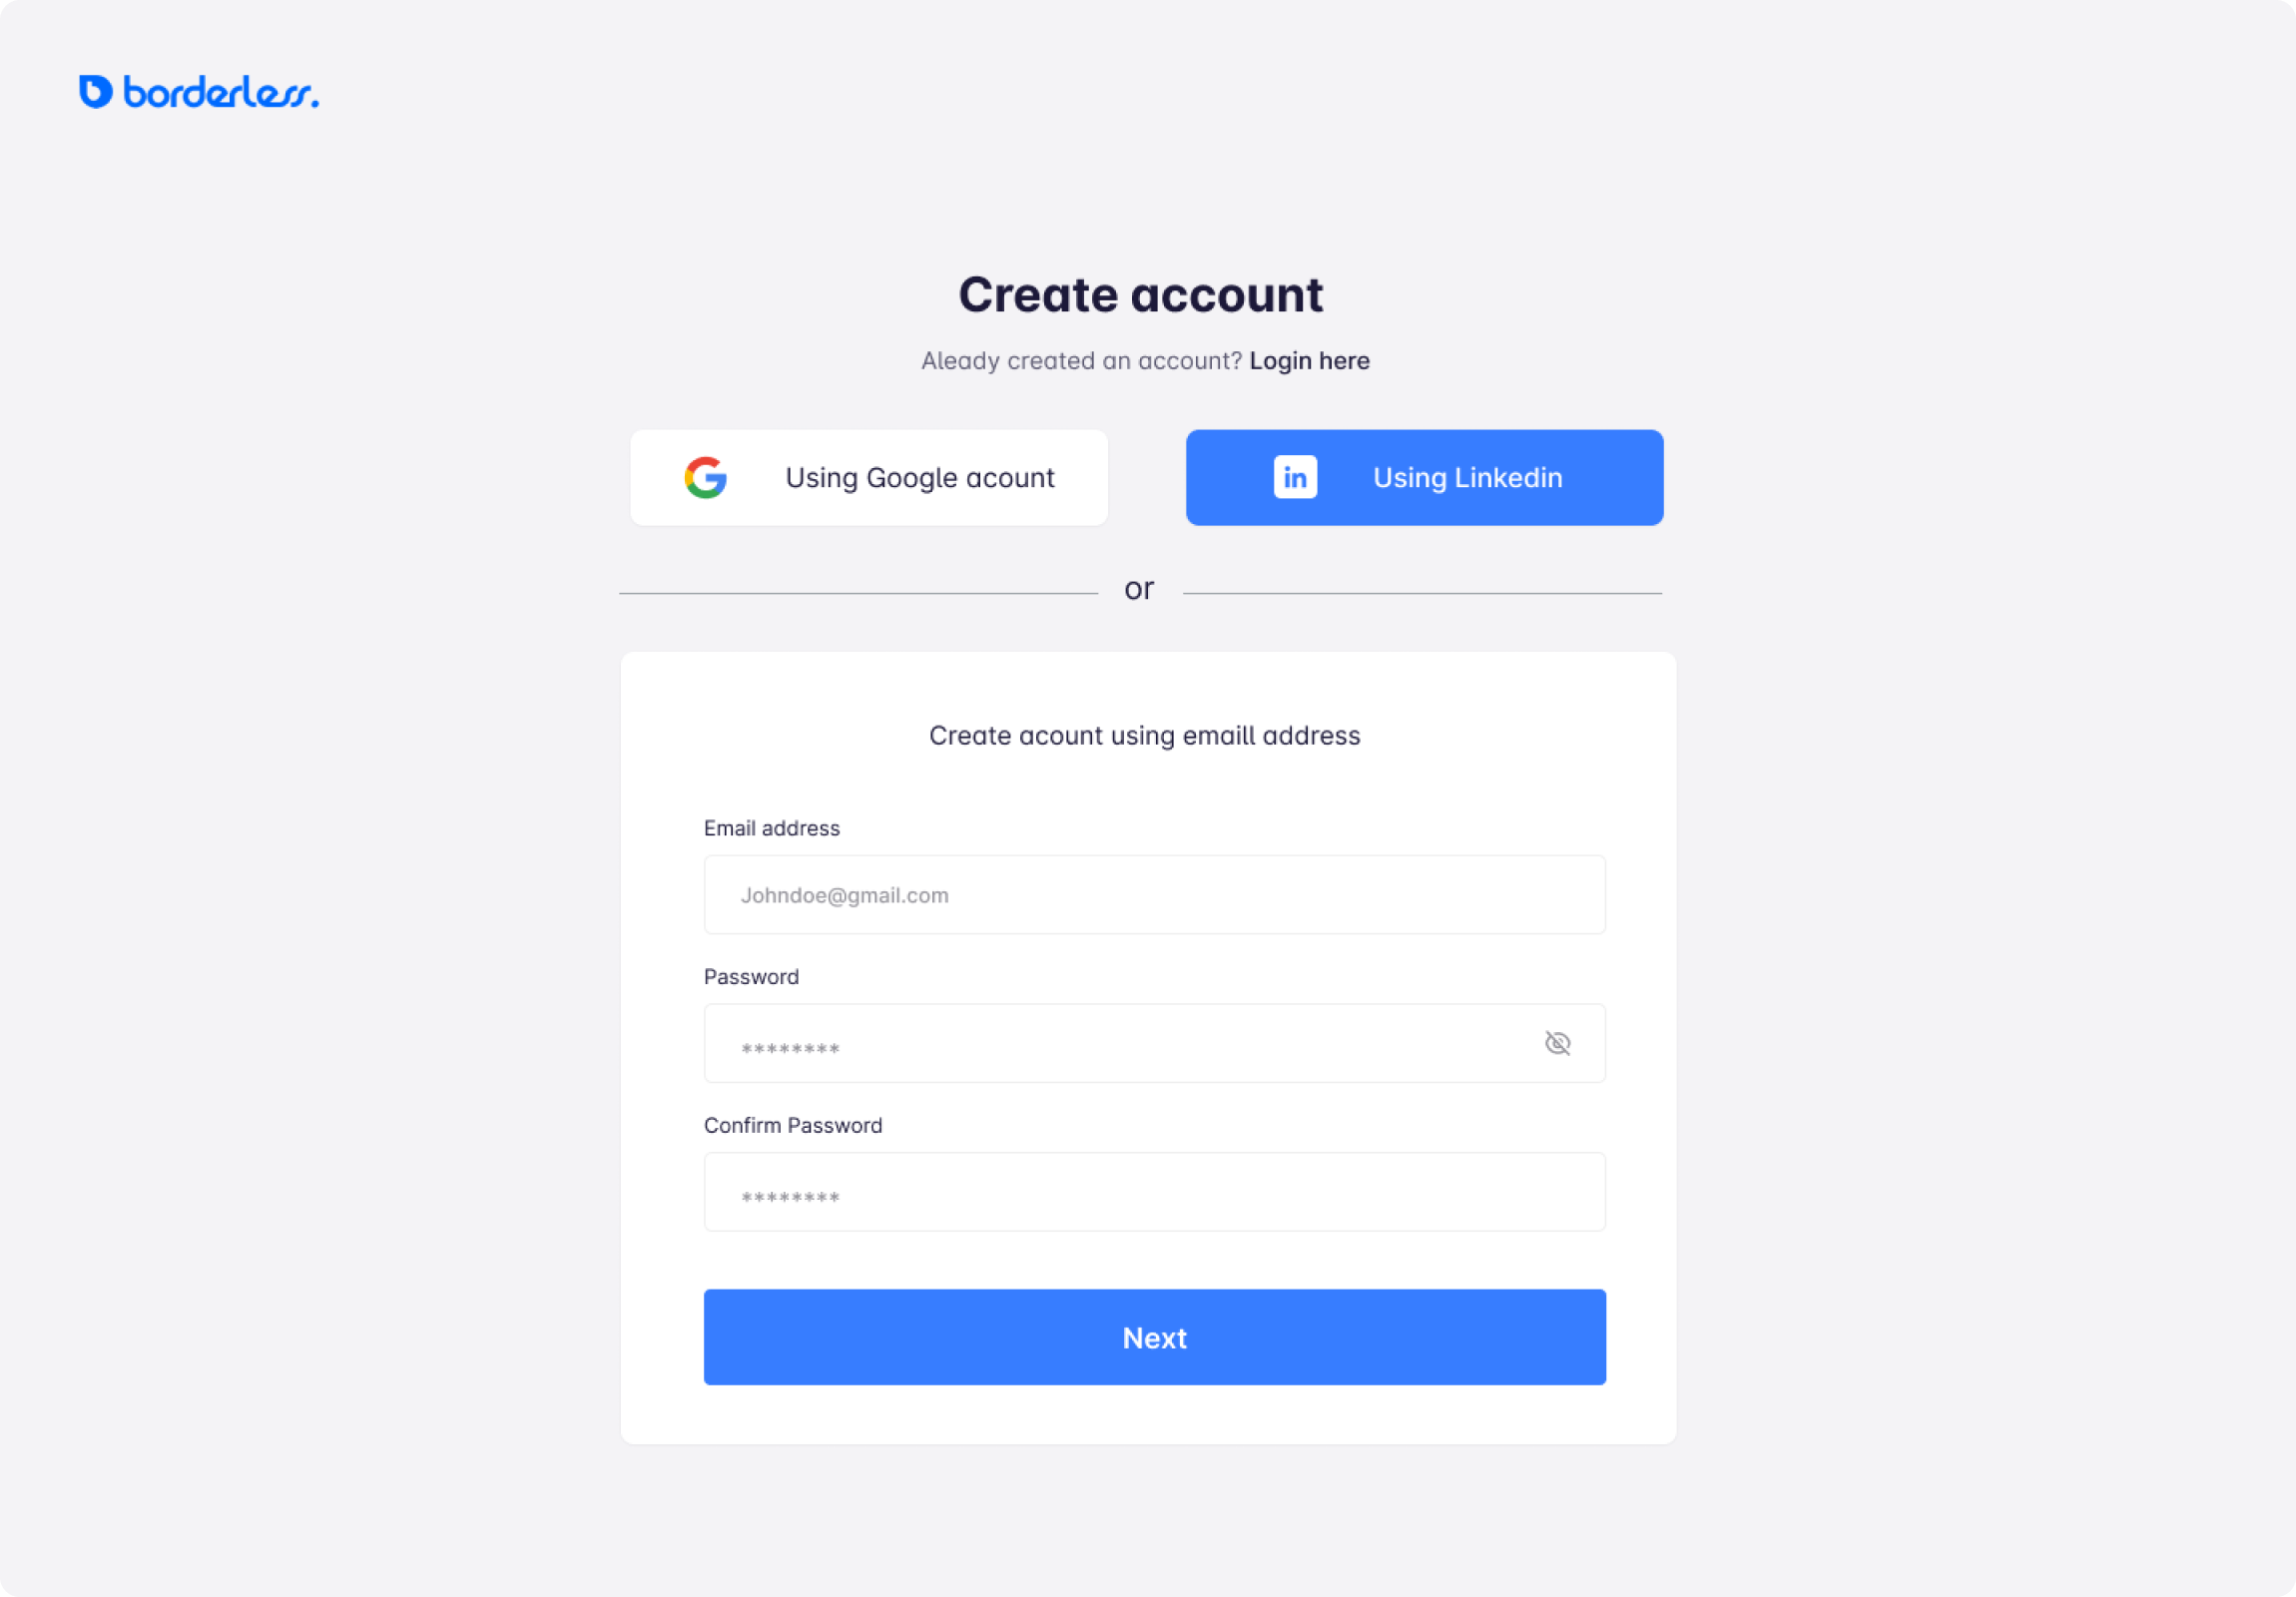 borderless.
Create account
Aleady created an account? Login here
Using Google acount
in Using Linkedin
or
Create acount using emaill address
Email address
Johndoe@gmail.com
Password
********
Confirm Password
********
Next